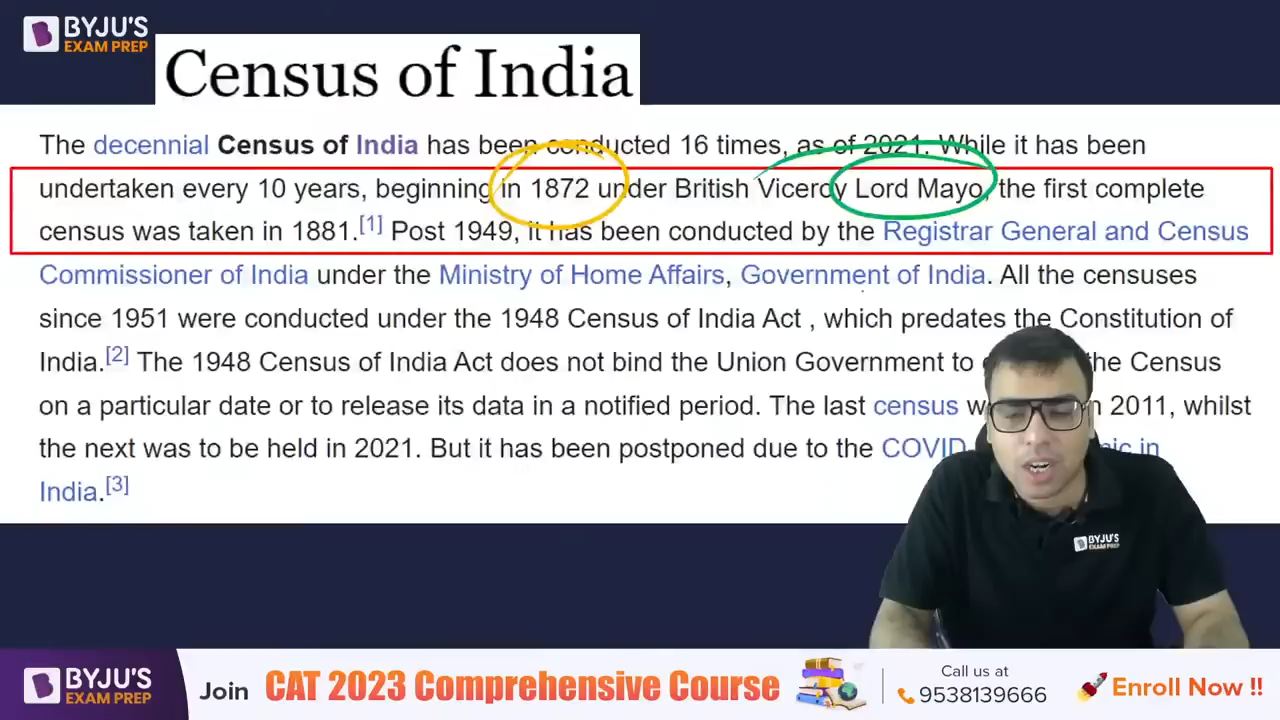 BYJU'S
EXAM PREP
Census of India
The decennial Census of India has been conducted 16 times, as of 2021. While it has been
undertaken every 10 years, beginning in 1872 under British Viceroy Lord Mayo, the first complete
census was taken in 1881.[1] Post 1949, it has been conducted by the Registrar General and Census
Commissioner of India under the Ministry of Home Affairs, Government of India. All the censuses
since 1951 were conducted under the 1948 Census of India Act , which predates the Constitution of
India.[2] The 1948 Census of India Act does not bind the Union Government to the Census
on a particular date or to release its data in a notified period. The last census 2011, whilst
the next was to be held in 2021. But it has been postponed due to the COVID in
India.[3]
BYJU'S
EXAM PREP
BYJU'S
EXAM PREP
Join CAT 2023 Comprehensive Course
Call us at
9538139666
Enroll Now !!